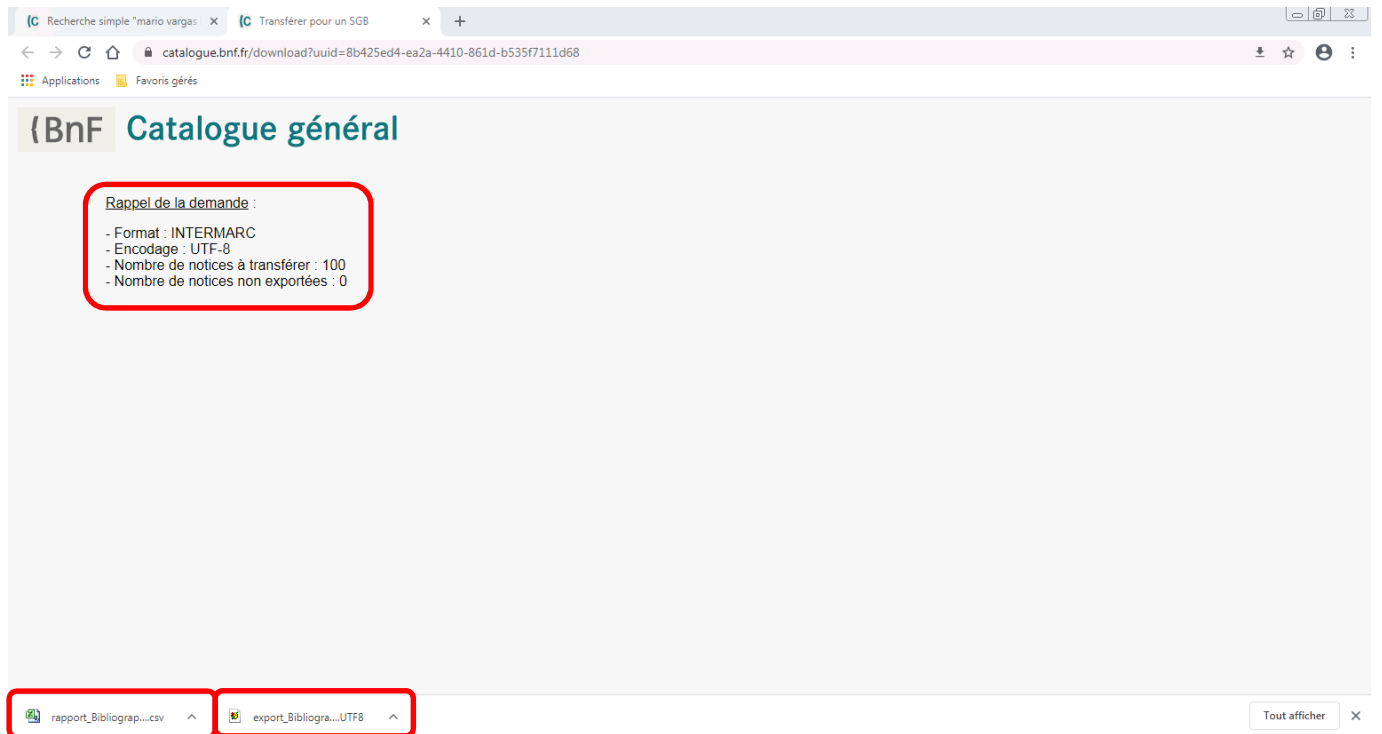 Recherche simple "mario vargas
Transférer pour un SGB
catalogue.bnf.fr/download?uuid=8b425ed4-ea2a-4410-861d-b535f7111d68
Applications
Favoris gérés
{BnF Catalogue général
Rappel de la demande :
- Format : INTERMARC
- Encodage : UTF-8
- Nombre de notices à transférer : 100
- Nombre de notices non exportées : 0
rapport_Bibliograp....csv
export_Bibliogra....UTF8
Tout afficher